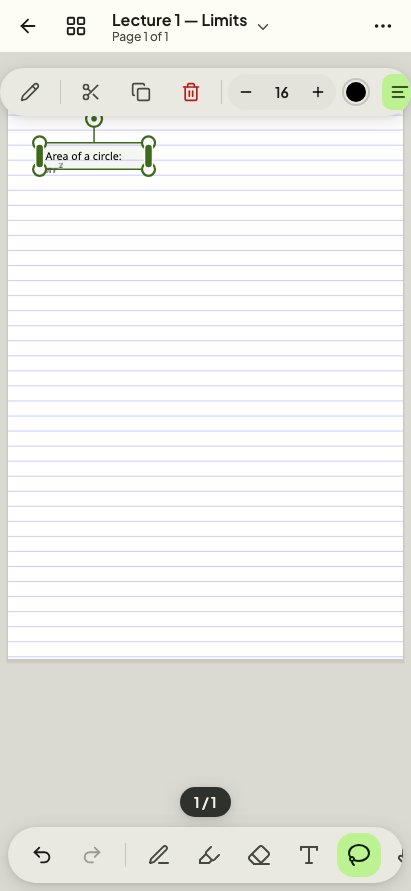 Lecture 1 — Limits
Page 1 of 1
16
Area of a circle:
1/1